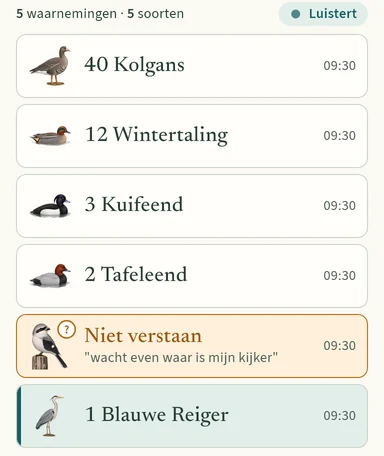 5 waarnemingen · 5 soorten
Luistert
40 Kolgans
09:30
12 Wintertaling
09:30
3 Kuifeend
09:30
2 Tafeleend
09:30
?
Niet verstaan
"wacht even waar is mijn kijker"
09:30
1 Blauwe Reiger
09:30